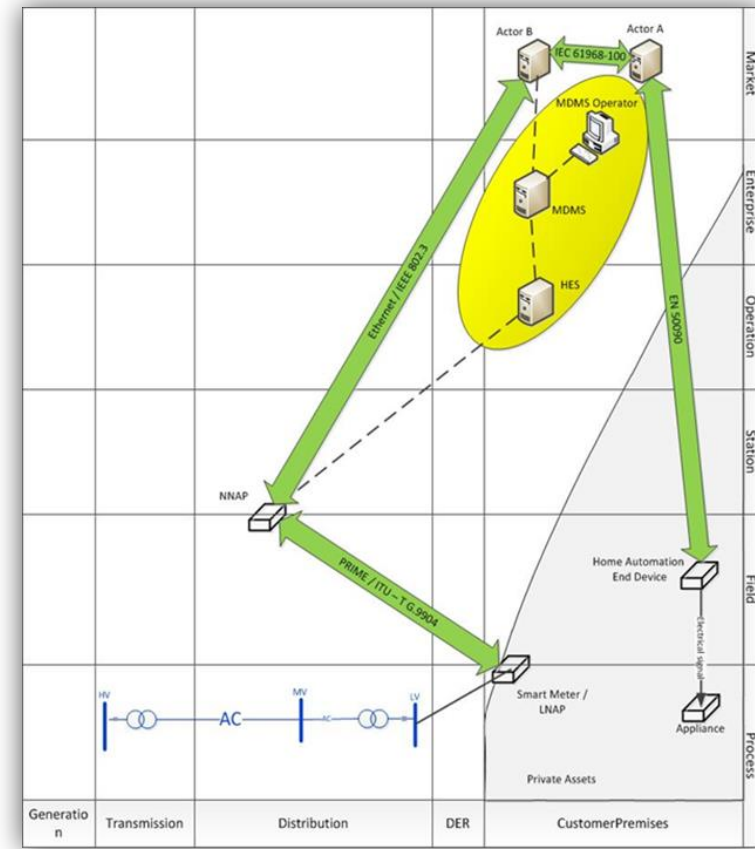 Actor B
Actor A
IEC 61968-100
Market
MDMS Operator
Enterprise
MDMS
Ethernet / IEEE 802.3
HES
Operation
EN 50090
Station
NNAP
PRIME / ITU – T G.9904
Home Automation
End Device
Field
Electrical signal
HV
MV
LV
AC
AC
Smart Meter /
LNAP
Appliance
Process
Private Assets
Generatio
n
Transmission
Distribution
DER
CustomerPremises